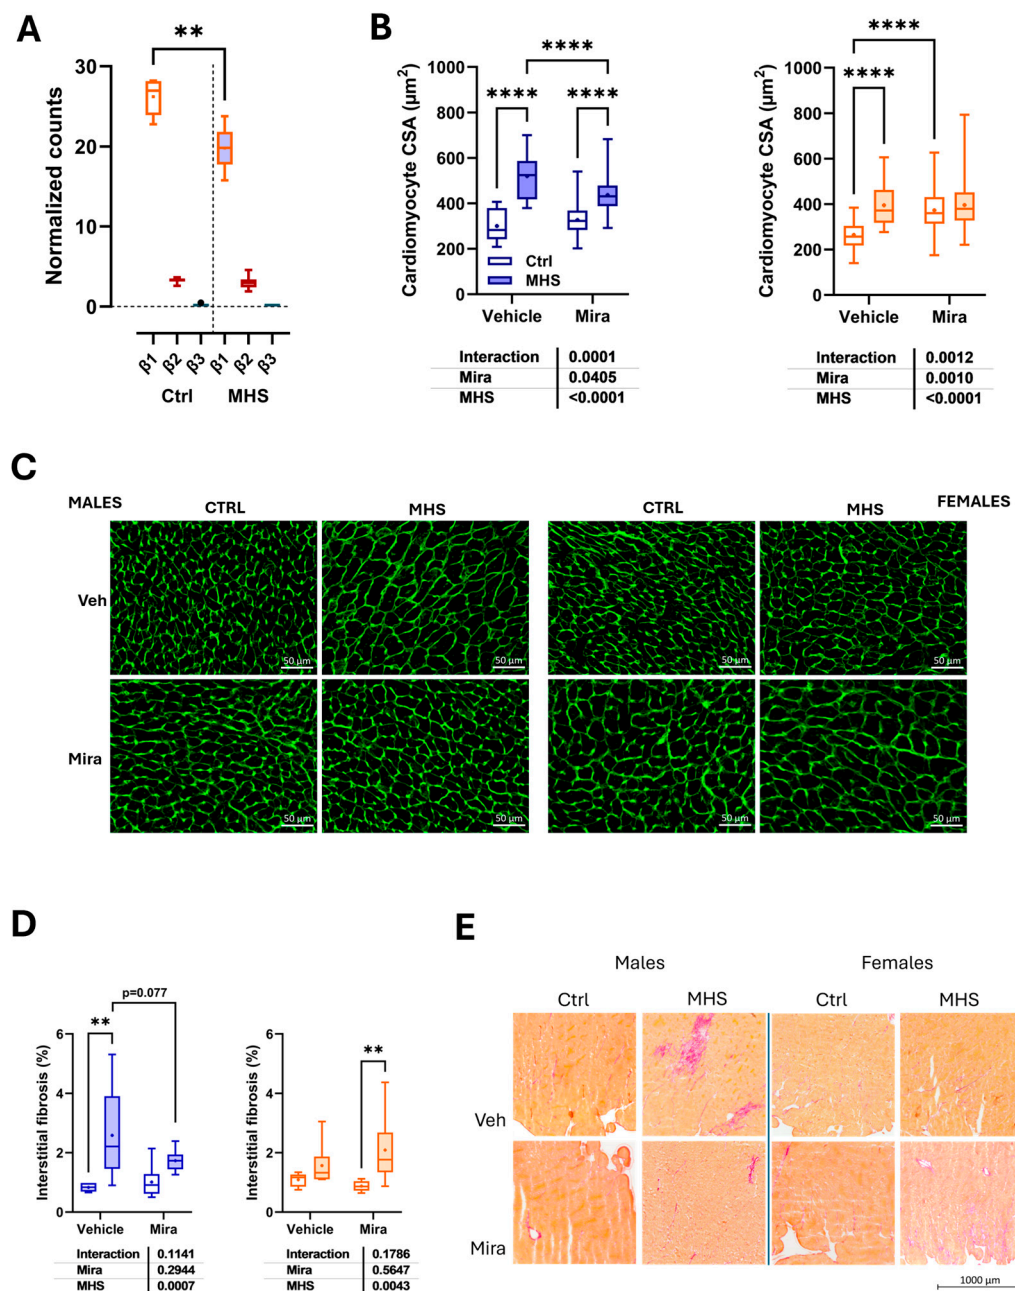 A
**
30
20
10
0
Normalized counts
β1
β2
β3
β1
β2
β3
Ctrl
MHS
B
****
****
****
1000
800
600
400
200
0
Cardiomyocyte CSA (µm²)
Ctrl
MHS
Vehicle
Mira
Interaction 0.0001
Mira 0.0405
MHS <0.0001
****
****
1000
800
600
400
200
0
Cardiomyocyte CSA (µm²)
Vehicle
Mira
Interaction 0.0012
Mira 0.0010
MHS <0.0001
C
MALES
CTRL
MHS
CTRL
MHS
FEMALES
Veh
50 µm
50 µm
50 µm
50 µm
Mira
50 µm
50 µm
50 µm
50 µm
D
p=0.077
**
6
4
2
0
Interstitial fibrosis (%)
Vehicle
Mira
Interaction 0.1141
Mira 0.2944
MHS 0.0007
**
6
4
2
0
Interstitial fibrosis (%)
Vehicle
Mira
Interaction 0.1786
Mira 0.5647
MHS 0.0043
E
Males
Females
Ctrl
MHS
Ctrl
MHS
Veh
Mira
1000 µm